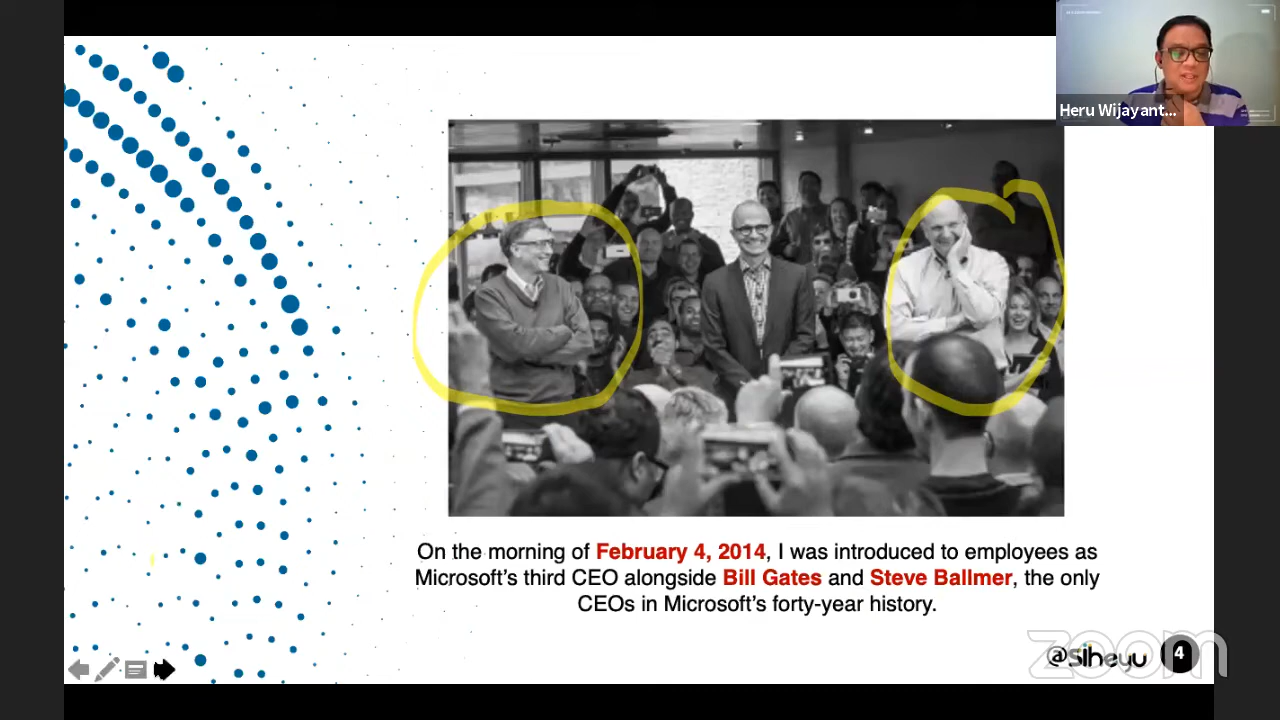 Heru Wijayant...
On the morning of February 4, 2014, I was introduced to employees as
Microsoft's third CEO alongside Bill Gates and Steve Ballmer, the only
CEOs in Microsoft's forty-year history.
zoom
@siheyu
4